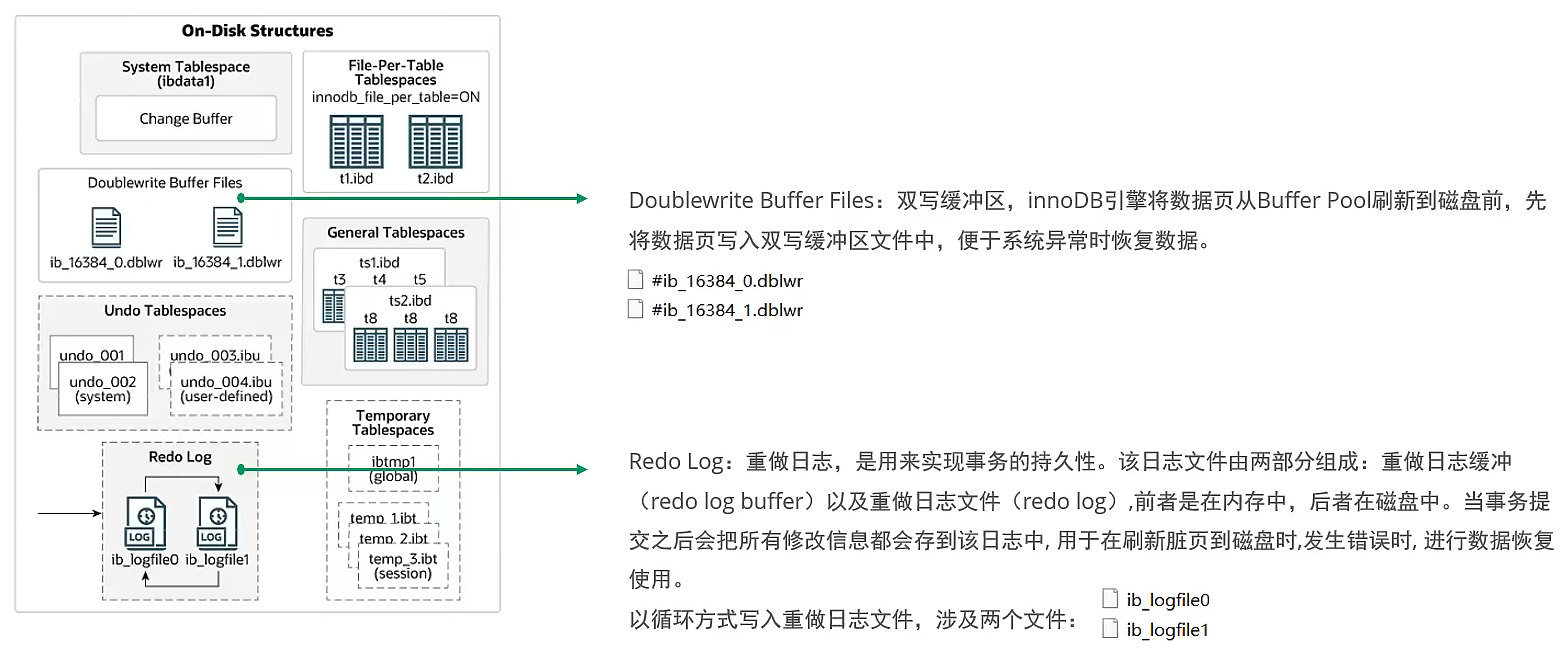 On-Disk Structures
System Tablespace
(ibdata1)
Change Buffer
File-Per-Table
Tablespaces
innodb_file_per_table=ON
t1.ibd t2.ibd
Doublewrite Buffer Files
ib_16384_0.dblwr ib_16384_1.dblwr
General Tablespaces
ts1.ibd
t3 t4 t5
ts2.ibd
t8 t8 t8
Undo Tablespaces
undo_001
undo_002
(system)
undo_003.ibu
undo_004.ibu
(user-defined)
Temporary
Tablespaces
ibtmp1
(global)
temp_1.ibt
temp_2.ibt
temp_3.ibt
(session)
Redo Log
LOG LOG
ib_logfile0 ib_logfile1
Doublewrite Buffer Files：双写缓冲区，innoDB引擎将数据页从Buffer Pool刷新到磁盘前，先
将数据页写入双写缓冲区文件中，便于系统异常时恢复数据。
#ib_16384_0.dblwr
#ib_16384_1.dblwr
Redo Log：重做日志，是用来实现事务的持久性。该日志文件由两部分组成：重做日志缓冲
（redo log buffer）以及重做日志文件（redo log）,前者是在内存中，后者在磁盘中。当事务提
交之后会把所有修改信息都会存到该日志中, 用于在刷新脏页到磁盘时,发生错误时, 进行数据恢复
使用。
以循环方式写入重做日志文件，涉及两个文件：
ib_logfile0
ib_logfile1